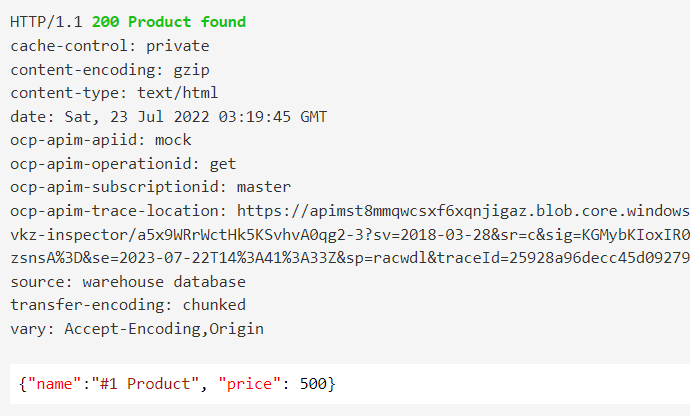 HTTP/1.1 200 Product found
cache-control: private
content-encoding: gzip
content-type: text/html
date: Sat, 23 Jul 2022 03:19:45 GMT
ocp-apim-apiid: mock
ocp-apim-operationid: get
ocp-apim-subscriptionid: master
ocp-apim-trace-location: https://apimst8mmqwcsxf6xqnjigaz.blob.core.windows
vkz-inspector/a5x9WRrWctHk5KSvhvA0qg2-3?sv=2018-03-28&sr=c&sig=KGMybKIoxIR0
zsnsA%3D&se=2023-07-22T14%3A41%3A33Z&sp=racwdl&traceId=25928a96decc45d09279
source: warehouse database
transfer-encoding: chunked
vary: Accept-Encoding,Origin
{"name":"#1 Product", "price": 500}